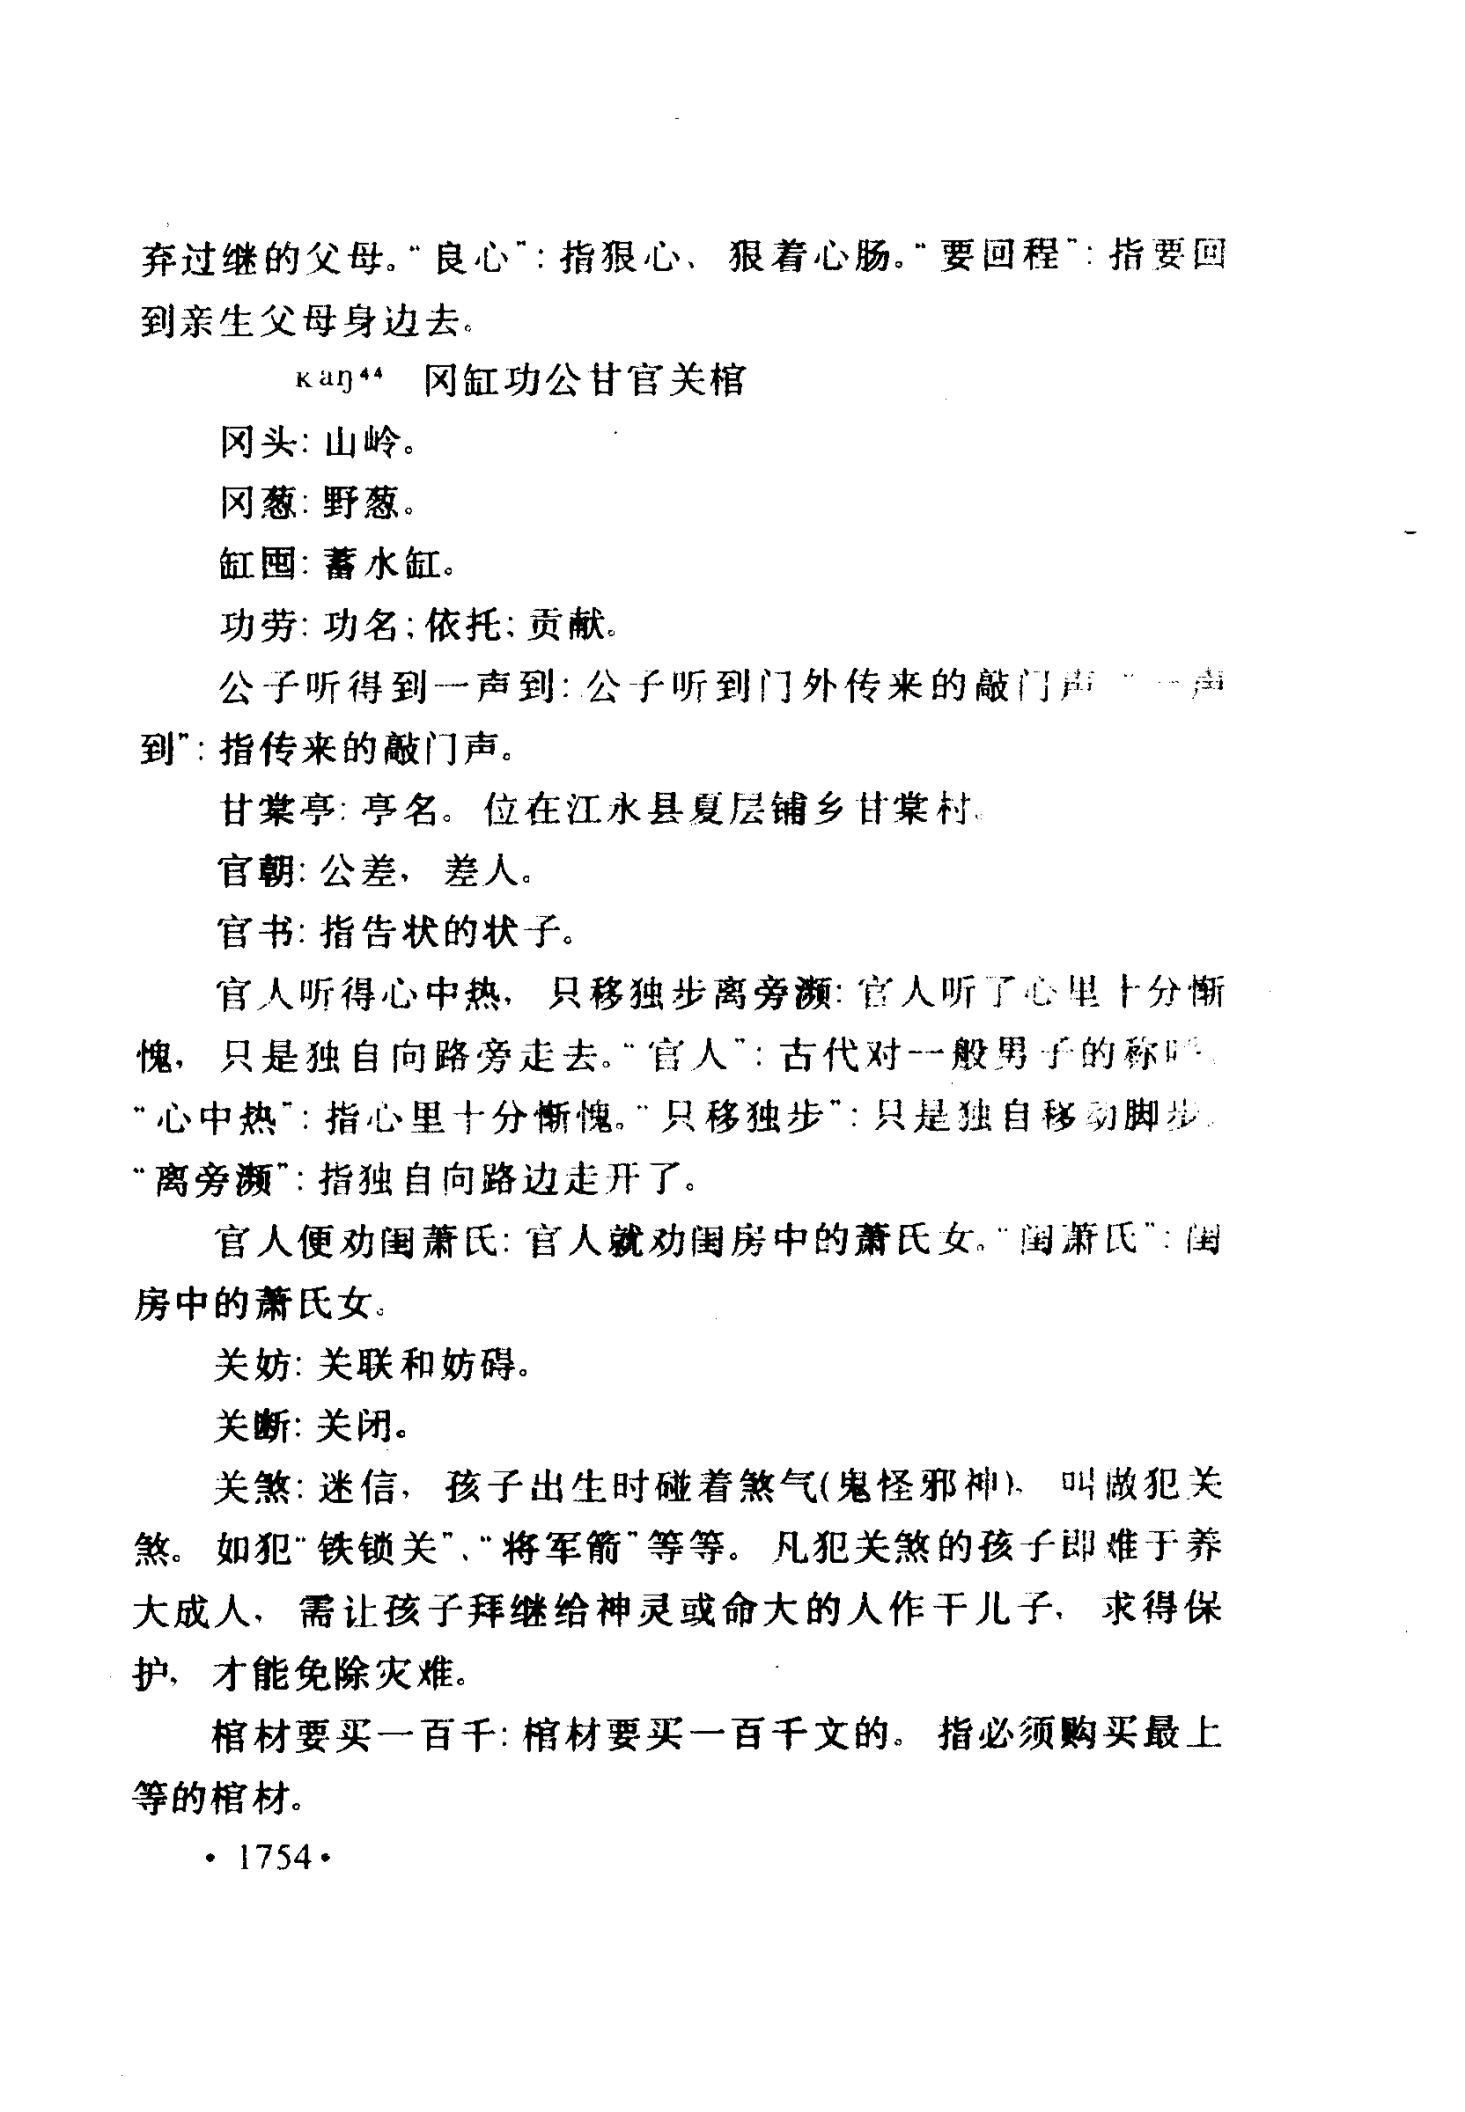 弃过继的父母。“良心”：指狠心、狠着心肠。“要回程”：指要回
到亲生父母身边去。
κaŋ⁴⁴ 冈缸功公甘官关棺
冈头：山岭。
冈葱：野葱。
缸囤：蓄水缸。
功劳：功名；依托；贡献。
公子听得到一声到：公子听到门外传来的敲门声 “一声
到”：指传来的敲门声。
甘棠亭：亭名。位在江永县夏层铺乡甘棠村。
官朝：公差，差人。
官书：指告状的状子。
官人听得心中热，只移独步离旁濒：官人听了心里十分惭
愧，只是独自向路旁走去。“官人”：古代对一般男子的称呼。
“心中热”：指心里十分惭愧。“只移独步”：只是独自移动脚步。
“离旁濒”：指独自向路边走开了。
官人便劝闺萧氏：官人就劝闺房中的萧氏女。“闺萧氏”：闺
房中的萧氏女。
关妨：关联和妨碍。
关断：关闭。
关煞：迷信，孩子出生时碰着煞气（鬼怪邪神），叫做犯关
煞。如犯“铁锁关”、“将军箭”等等。凡犯关煞的孩子即难于养
大成人，需让孩子拜继给神灵或命大的人作干儿子，求得保
护，才能免除灾难。
棺材要买一百千：棺材要买一百千文的。指必须购买最上
等的棺材。
· 1754 ·